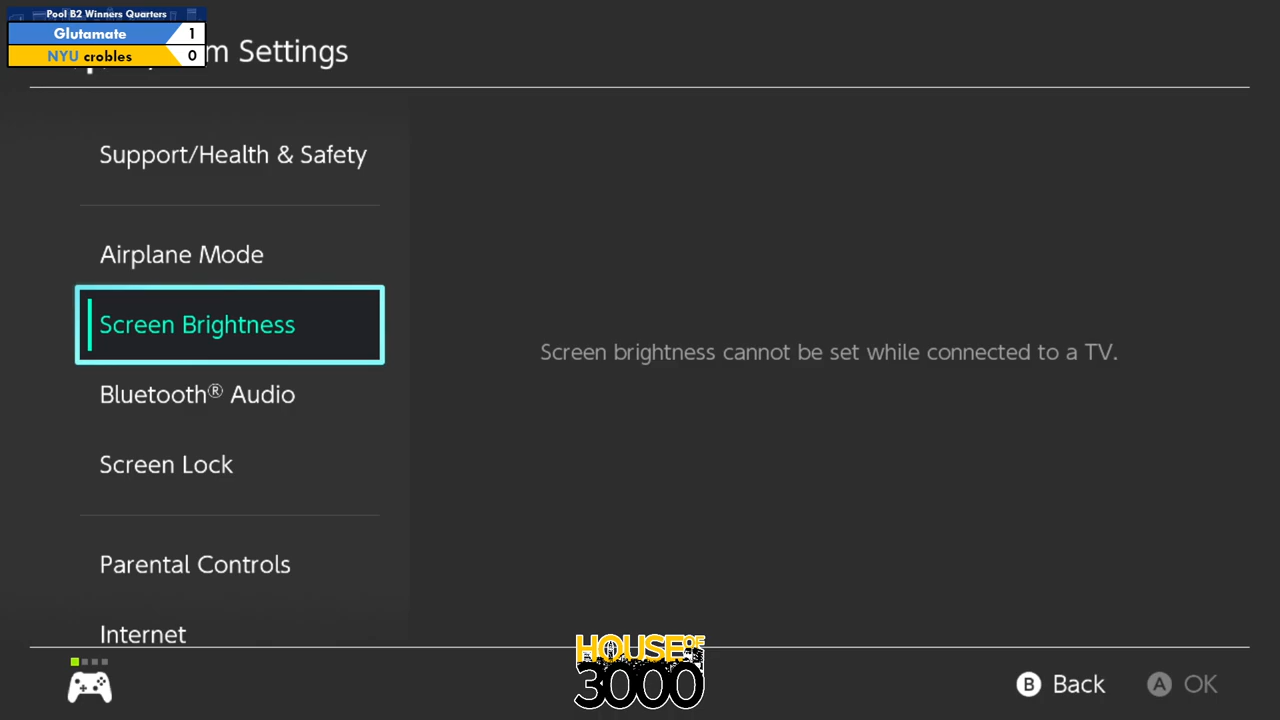 Pool B2 Winners Quarters
Glutamate 1
NYU crobles 0
m Settings
Support/Health & Safety
Airplane Mode
Screen Brightness
Bluetooth® Audio
Screen Lock
Parental Controls
Internet
Screen brightness cannot be set while connected to a TV.
HOUSE OF
3000
B Back
A OK